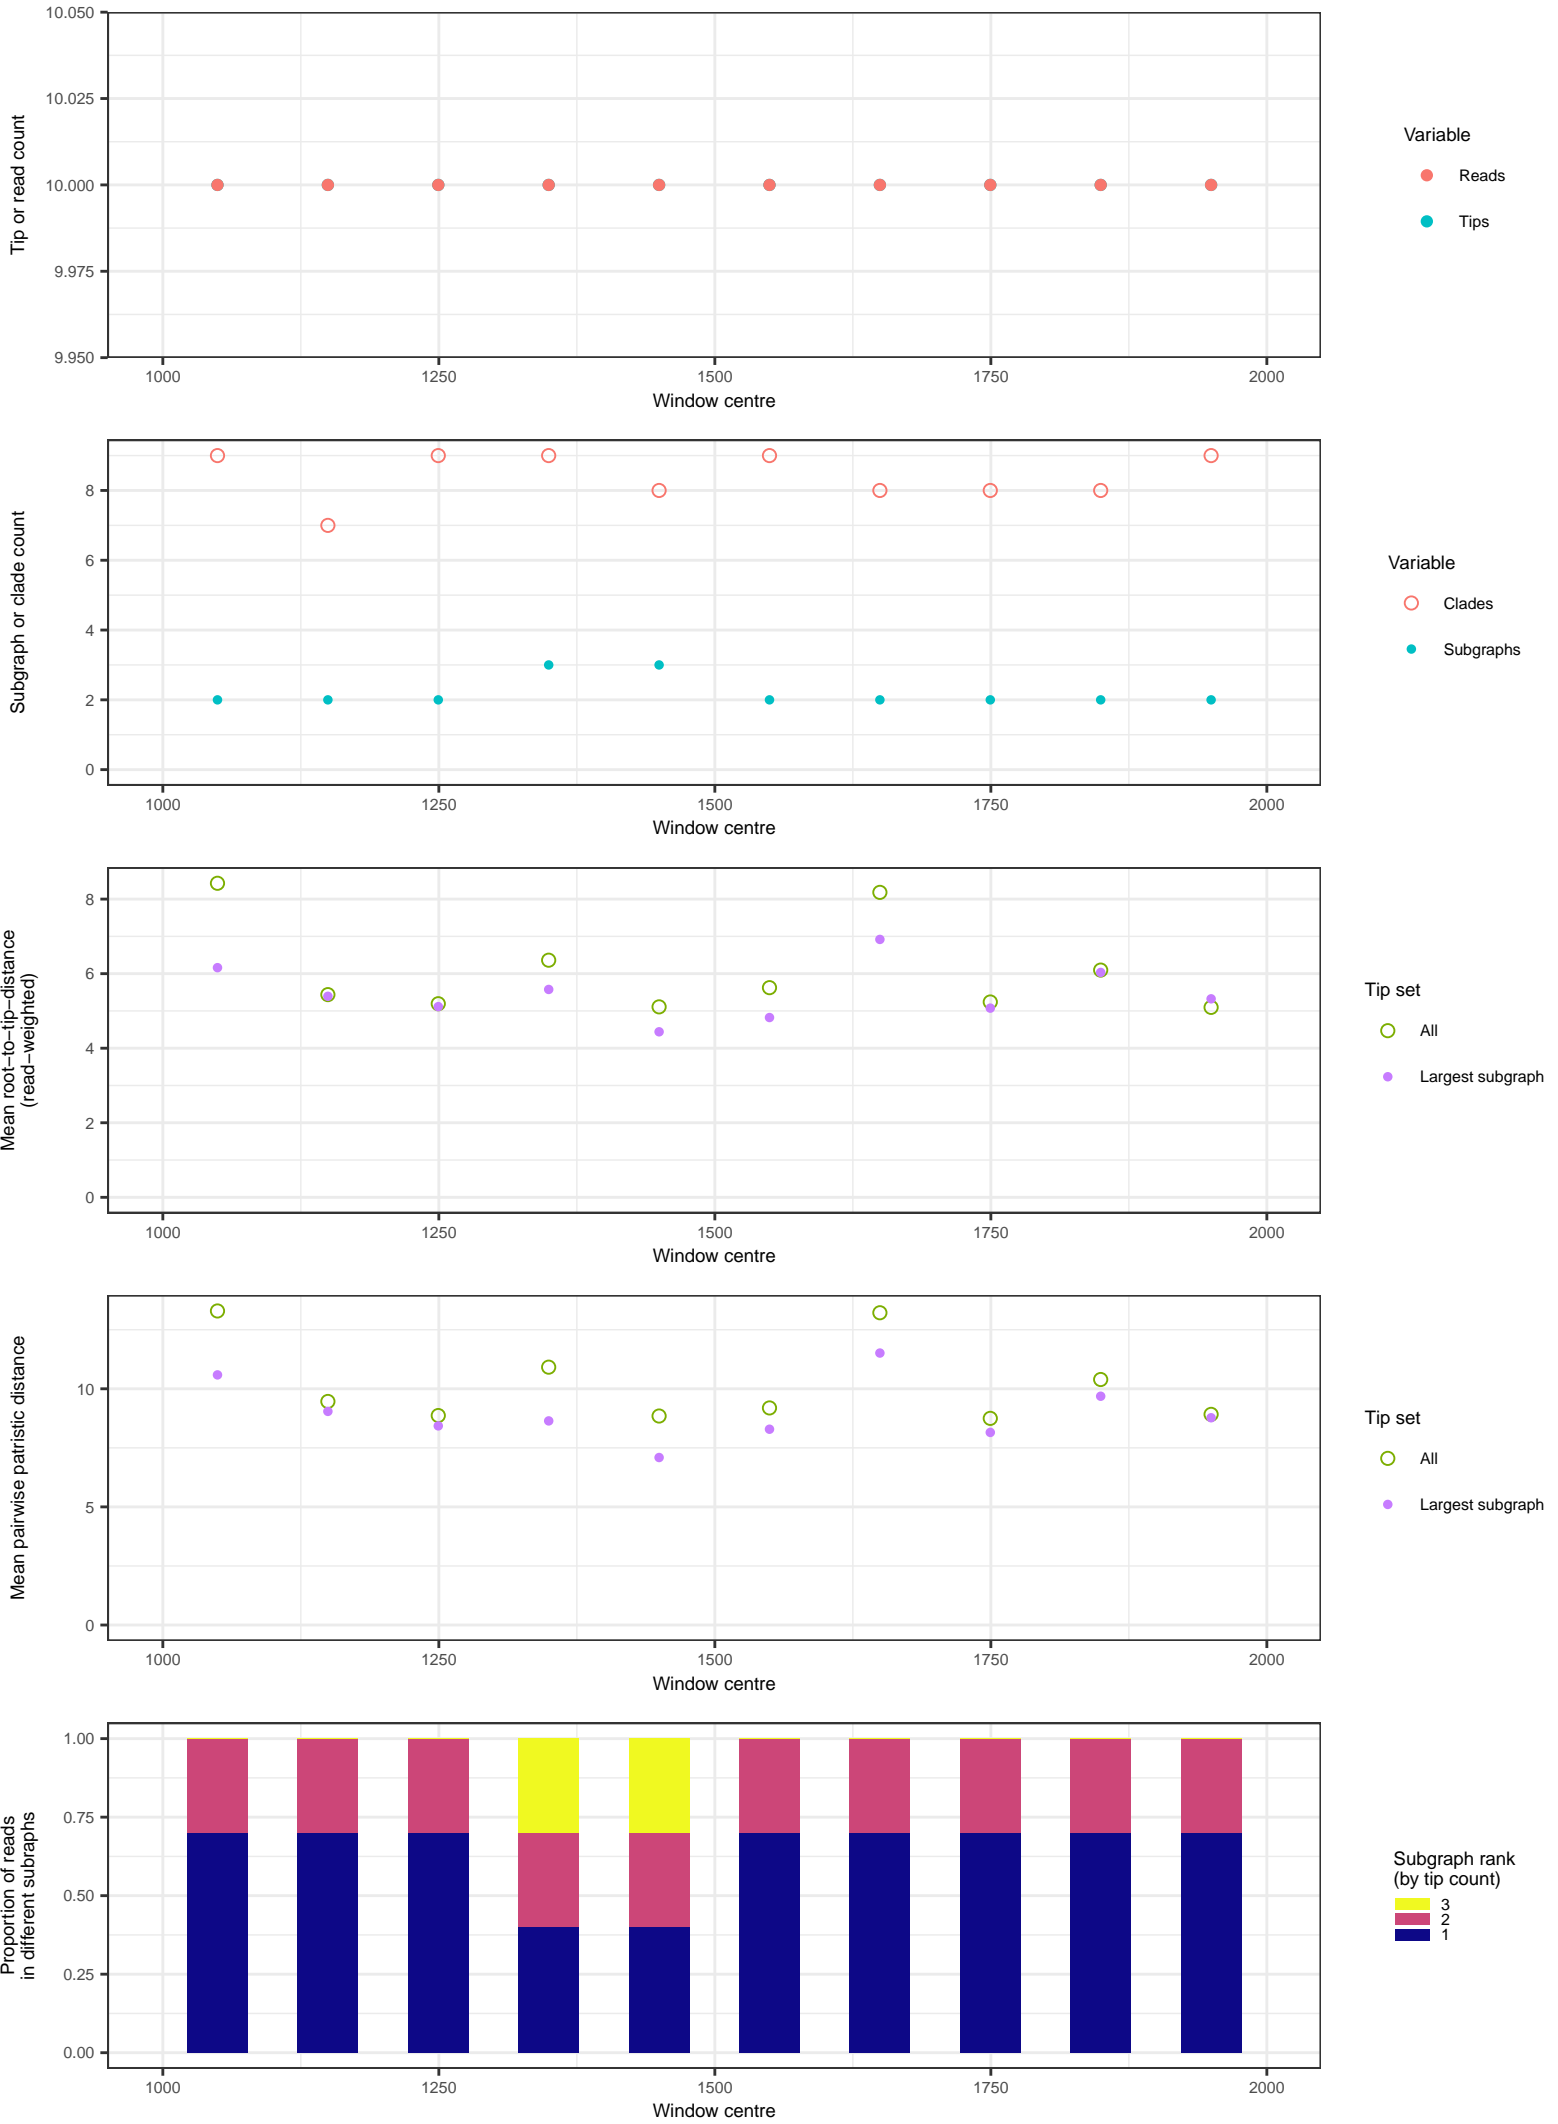 10.050
10.025
10.000
9.975
9.950
Tip or read count
1000 1250 1500 1750 2000
Window centre
Variable
Reads
Tips
8
6
4
2
0
Subgraph or clade count
1000 1250 1500 1750 2000
Window centre
Variable
Clades
Subgraphs
8
6
4
2
0
Mean root−to−tip−distance
(read−weighted)
1000 1250 1500 1750 2000
Window centre
Tip set
All
Largest subgraph
10
5
0
Mean pairwise patristic distance
1000 1250 1500 1750 2000
Window centre
Tip set
All
Largest subgraph
1.00
0.75
0.50
0.25
0.00
Proportion of reads
in different subraphs
1000 1250 1500 1750 2000
Window centre
Subgraph rank
(by tip count)
3
2
1